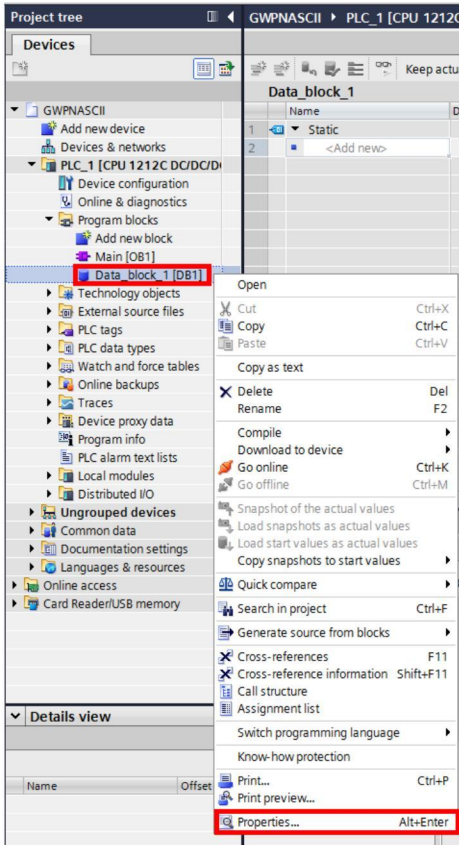 Project tree
GWPNASCII ▸ PLC_1 [CPU 1212C
Devices
Keep actu
Data_block_1
Name
D
1
Static
2
<Add new>
GWPNASCII
Add new device
Devices & networks
PLC_1 [CPU 1212C DC/DC/D
Device configuration
Online & diagnostics
Program blocks
Add new block
Main [OB1]
Data_block_1 [DB1]
Technology objects
External source files
PLC tags
PLC data types
Watch and force tables
Online backups
Traces
Device proxy data
Program info
PLC alarm text lists
Local modules
Distributed I/O
Ungrouped devices
Common data
Documentation settings
Languages & resources
Online access
Card Reader/USB memory
Details view
Name
Offset
Open
Cut Ctrl+X
Copy Ctrl+C
Paste Ctrl+V
Copy as text
Delete Del
Rename F2
Compile
Download to device
Go online Ctrl+K
Go offline Ctrl+M
Snapshot of the actual values
Load snapshots as actual values
Load start values as actual values
Copy snapshots to start values
Quick compare
Search in project Ctrl+F
Generate source from blocks
Cross-references F11
Cross-reference information Shift+F11
Call structure
Assignment list
Switch programming language
Know-how protection
Print... Ctrl+P
Print preview...
Properties... Alt+Enter